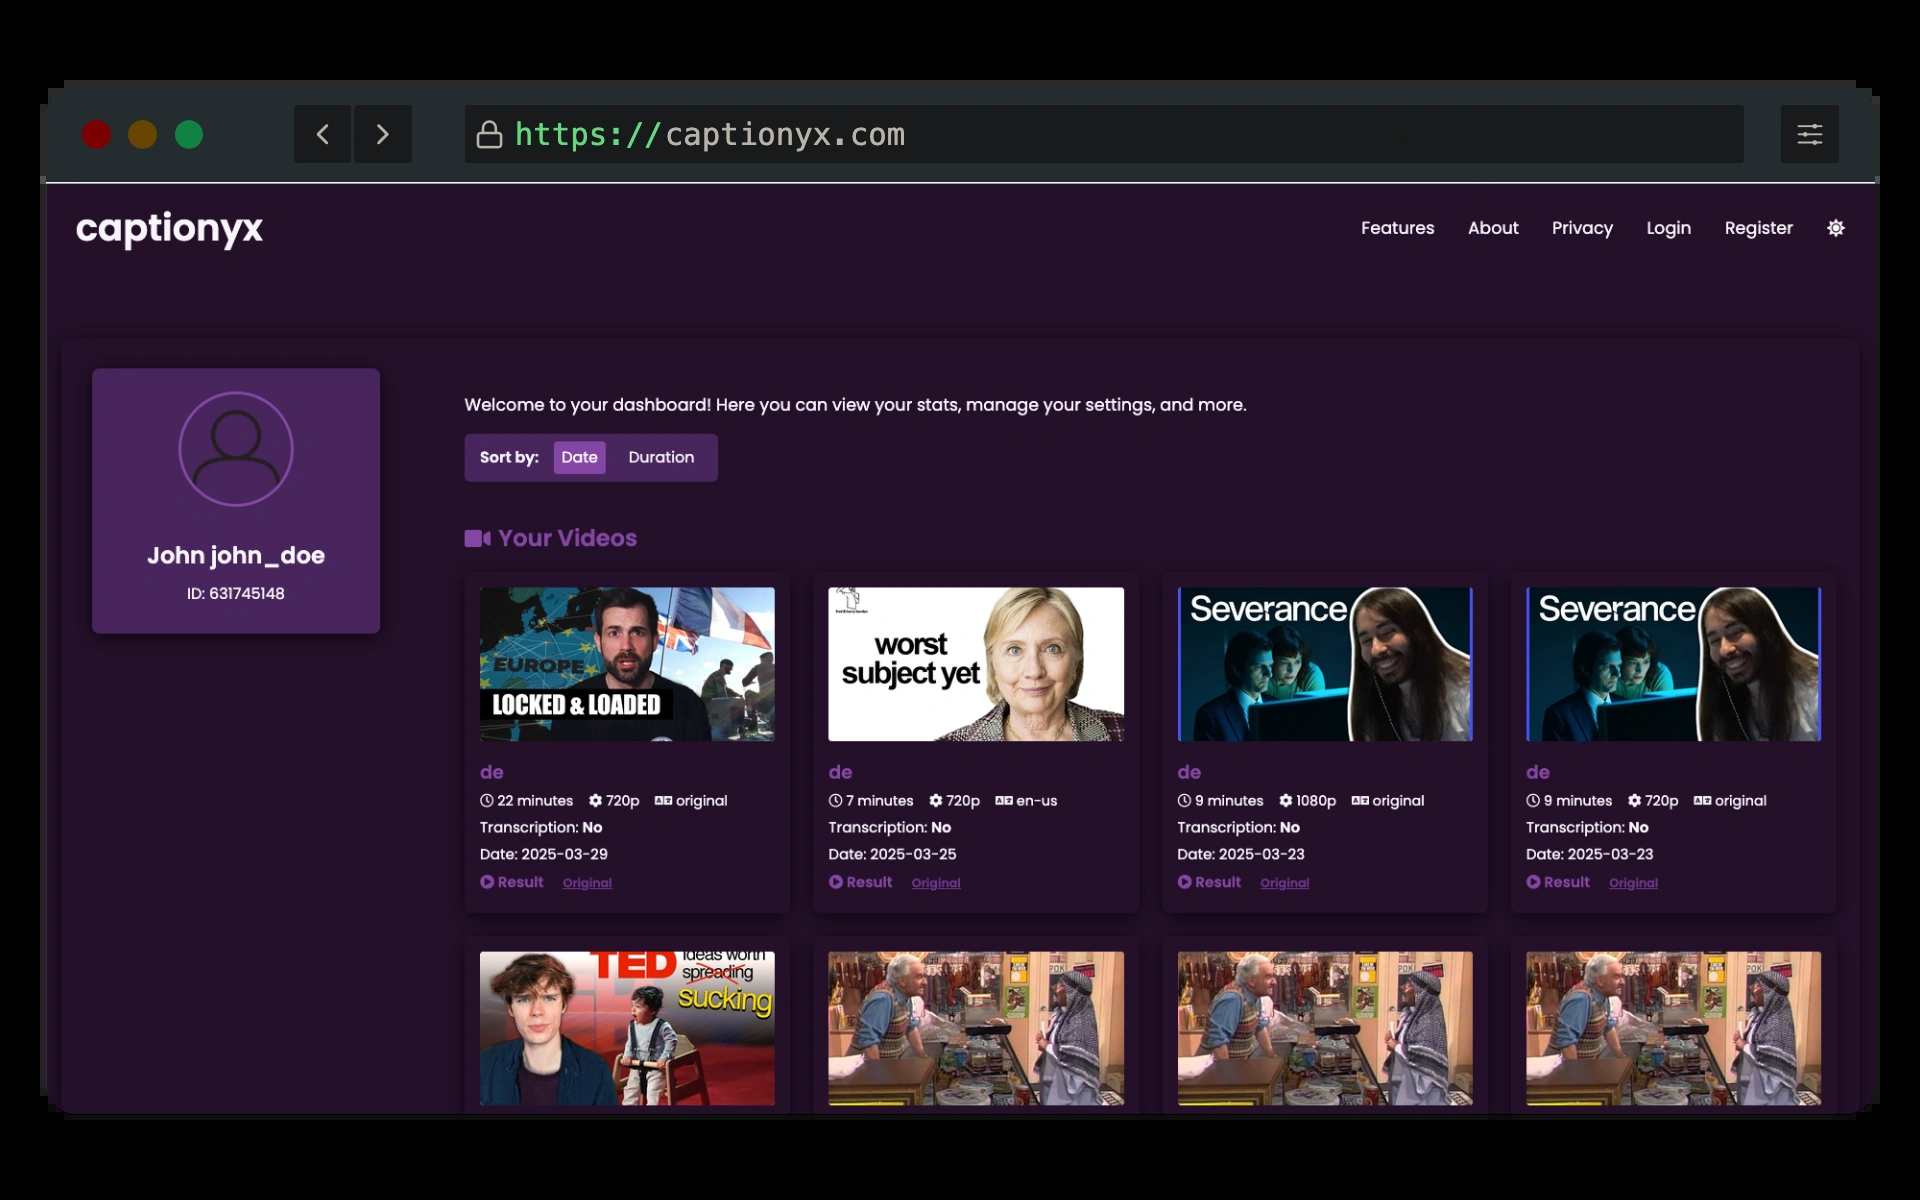 https://captionyx.com
captionyx
Features About Privacy Login Register
Welcome to your dashboard! Here you can view your stats, manage your settings, and more.
Sort by: Date Duration
John john_doe
ID: 631745148
Your Videos
EUROPE
LOCKED & LOADED
de
22 minutes 720p original
Transcription: No
Date: 2025-03-29
Result Original
worst
subject yet
de
7 minutes 720p en-us
Transcription: No
Date: 2025-03-25
Result Original
Severance
de
9 minutes 1080p original
Transcription: No
Date: 2025-03-23
Result Original
Severance
de
9 minutes 720p original
Transcription: No
Date: 2025-03-23
Result Original
TED Ideas worth
spreading
sucking